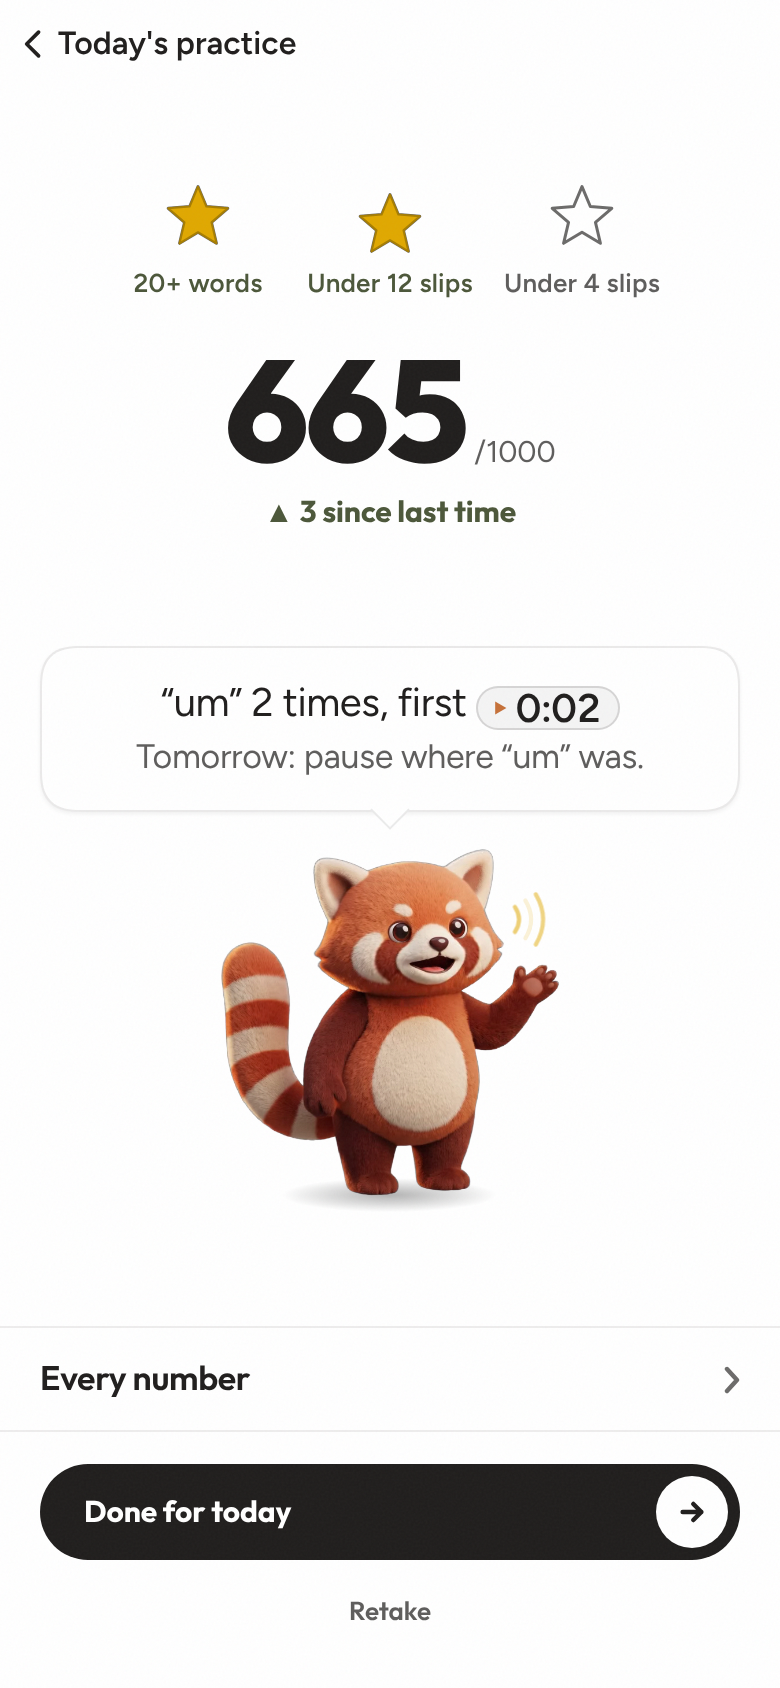 Today's practice
20+ words
Under 12 slips
Under 4 slips
665/1000
▲ 3 since last time
“um” 2 times, first ▶ 0:02
Tomorrow: pause where “um” was.
Every number
Done for today
Retake